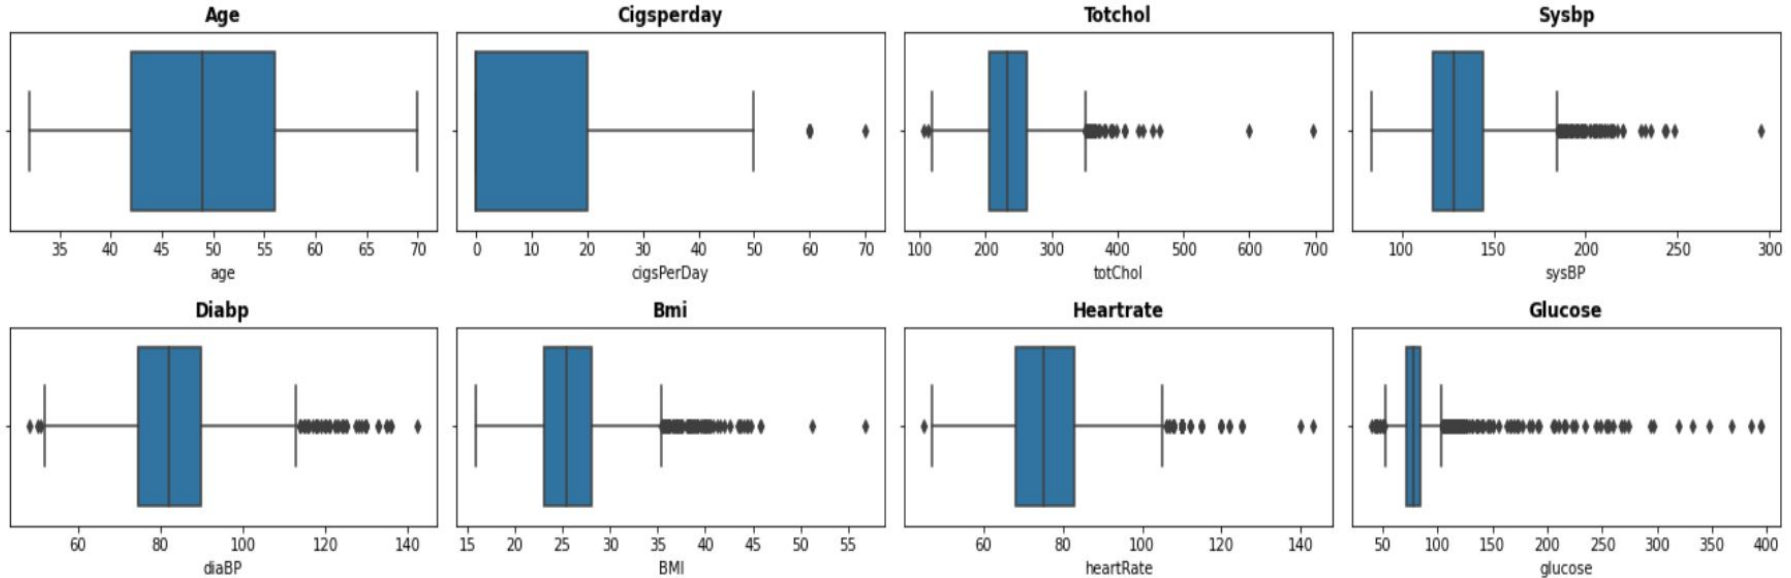 Age Cigsperday Totchol Sysbp
35 40 45 50 55 60 65 70 0 10 20 30 40 50 60 70 100 200 300 400 500 600 700 100 150 200 250 300
age cigsPerDay totChol sysBP
Diabp Bmi Heartrate Glucose
60 80 100 120 140 15 20 25 30 35 40 45 50 55 60 80 100 120 140 50 100 150 200 250 300 350 400
diaBP BMI heartRate glucose